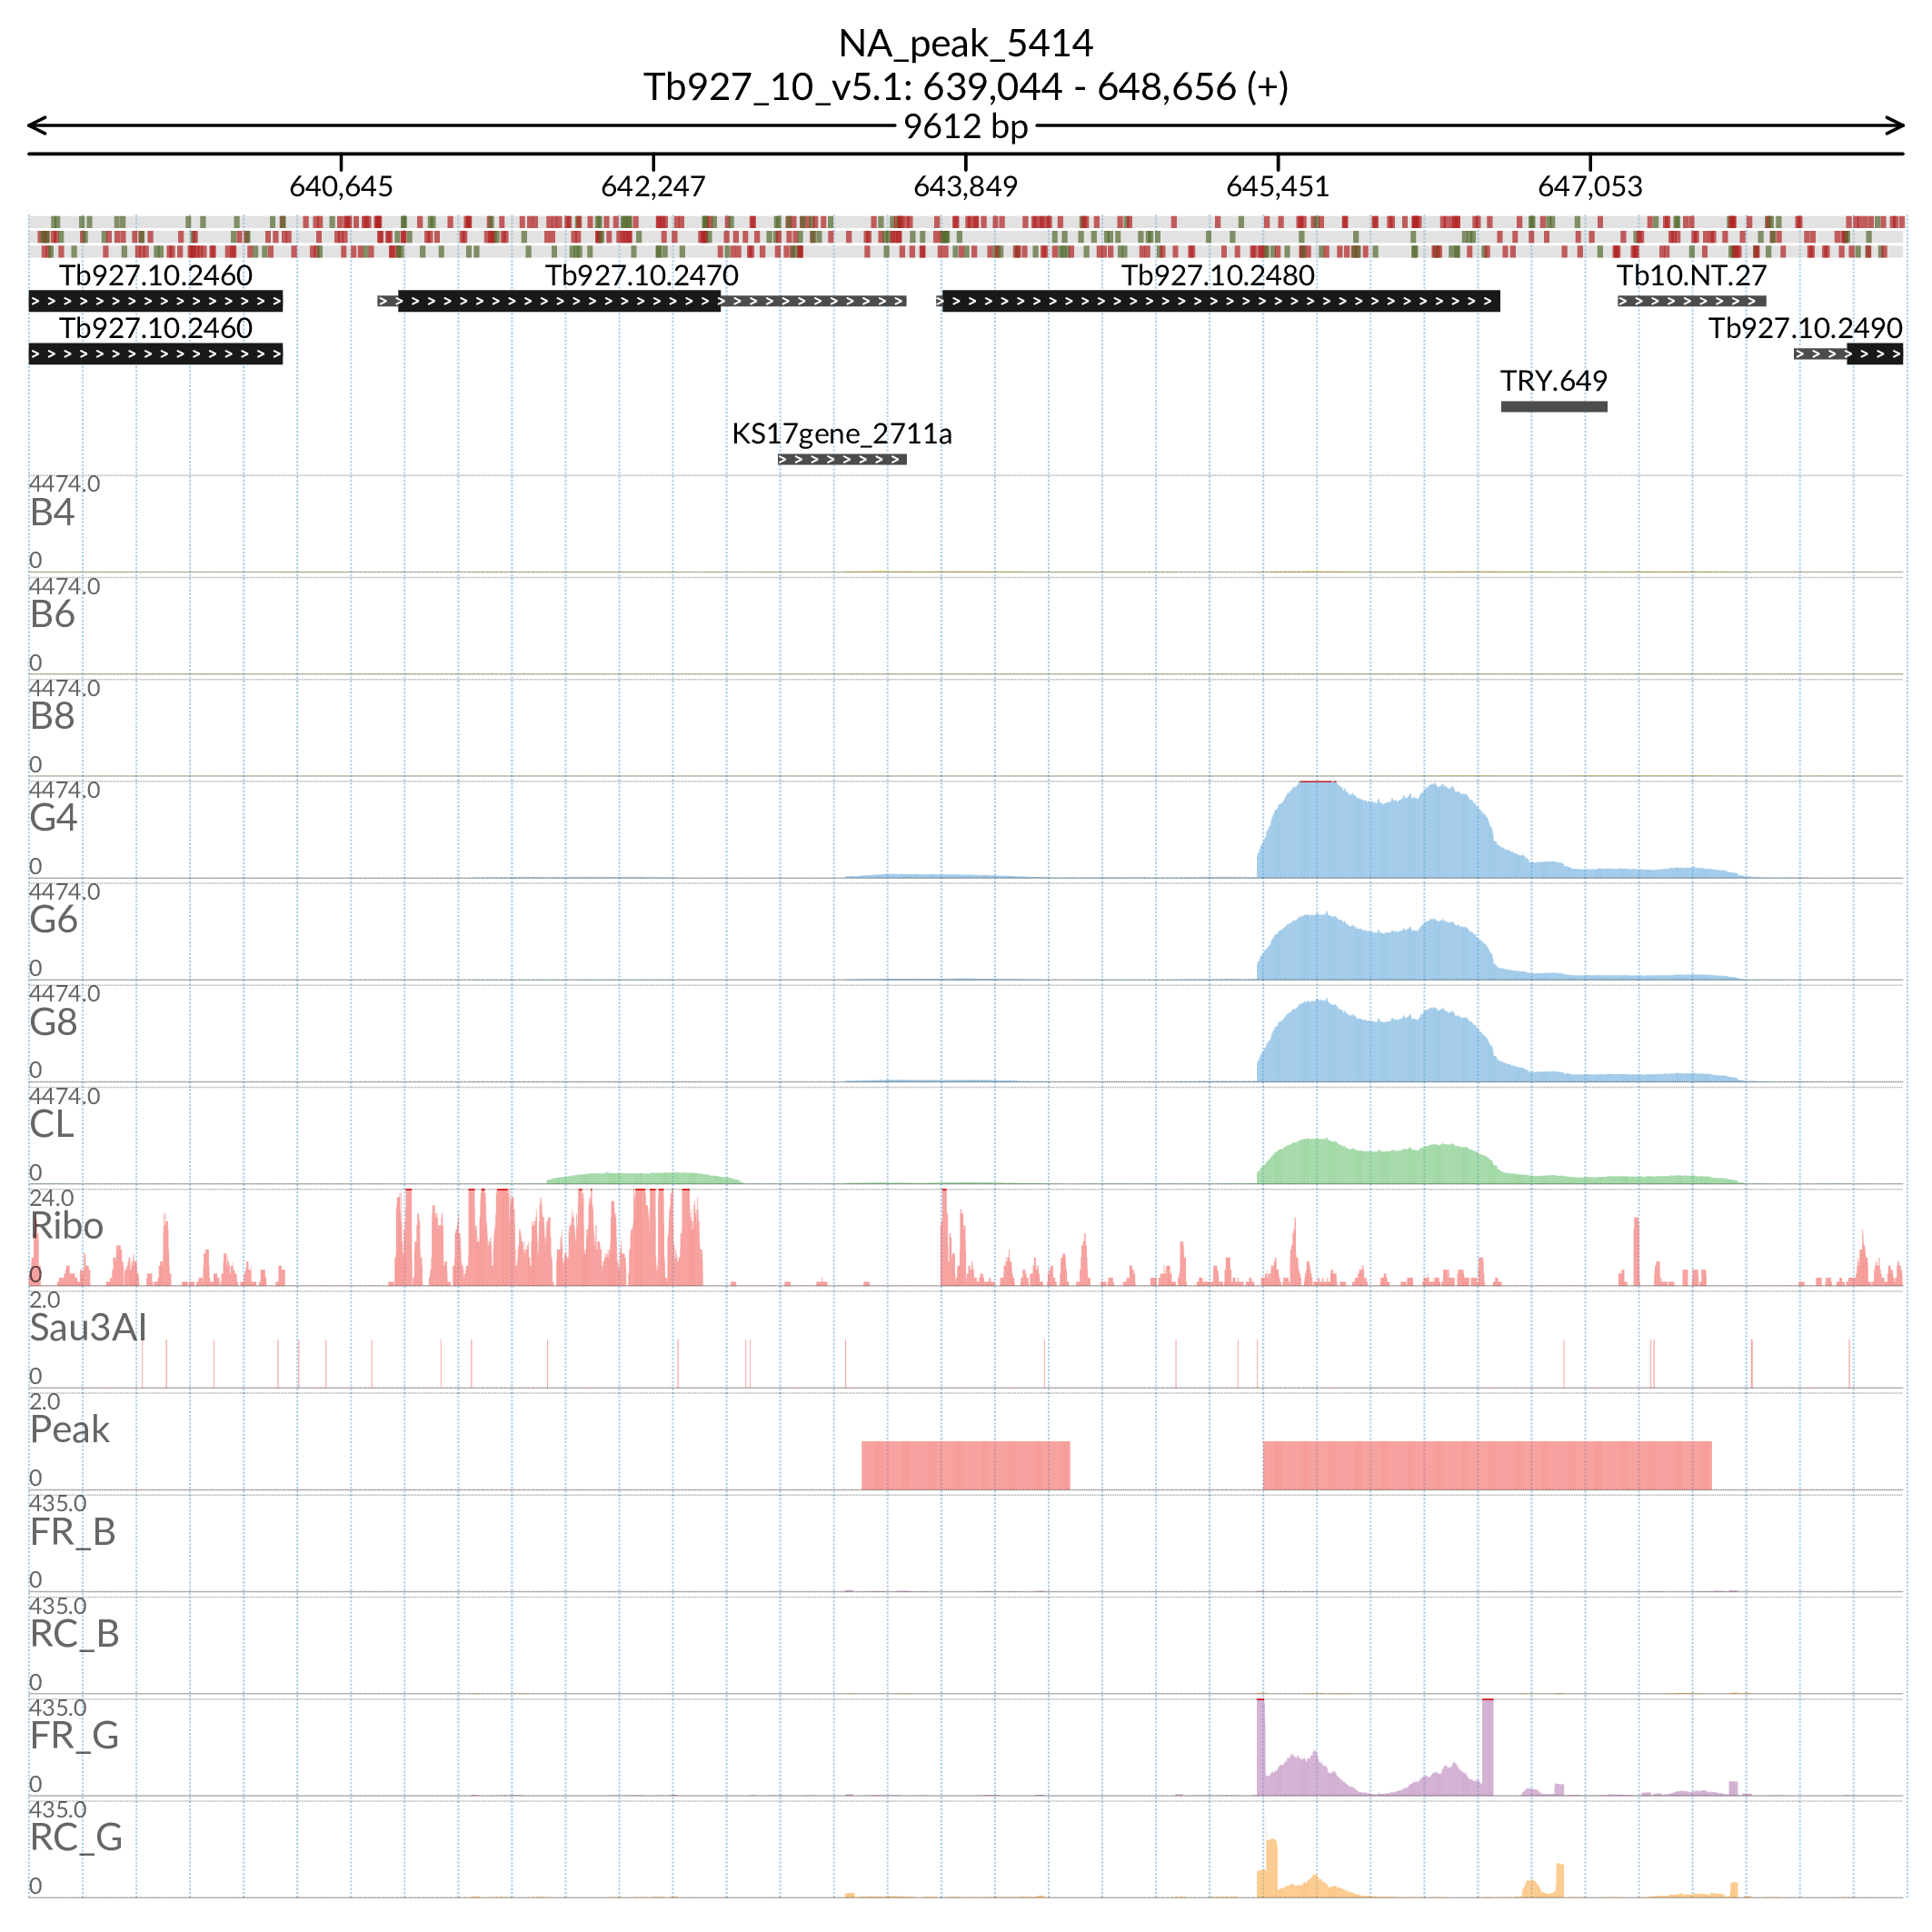 NA_peak_5414
Tb927_10_v5.1: 639,044 - 648,656 (+)
9612 bp
640,645 642,247 643,849 645,451 647,053
Tb927.10.2460 Tb927.10.2470 Tb927.10.2480 Tb10.NT.27
Tb927.10.2460 Tb927.10.2490
TRY.649
KS17gene_2711a
4474.0
B4
0
4474.0
B6
0
4474.0
B8
0
4474.0
G4
0
4474.0
G6
0
4474.0
G8
0
4474.0
CL
0
24.0
Ribo
0
2.0
Sau3AI
0
2.0
Peak
0
435.0
FR_B
0
435.0
RC_B
0
435.0
FR_G
0
435.0
RC_G
0